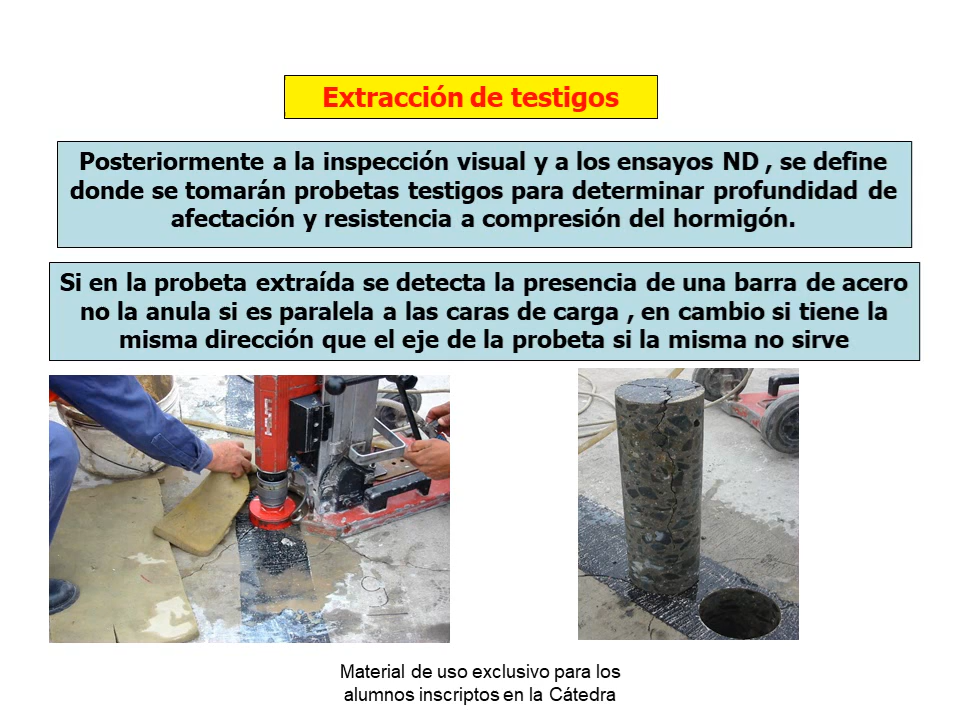 Extracción de testigos
Posteriormente a la inspección visual y a los ensayos ND , se define
donde se tomarán probetas testigos para determinar profundidad de
afectación y resistencia a compresión del hormigón.
Si en la probeta extraída se detecta la presencia de una barra de acero
no la anula si es paralela a las caras de carga , en cambio si tiene la
misma dirección que el eje de la probeta si la misma no sirve
HILTI
Material de uso exclusivo para los
alumnos inscriptos en la Cátedra